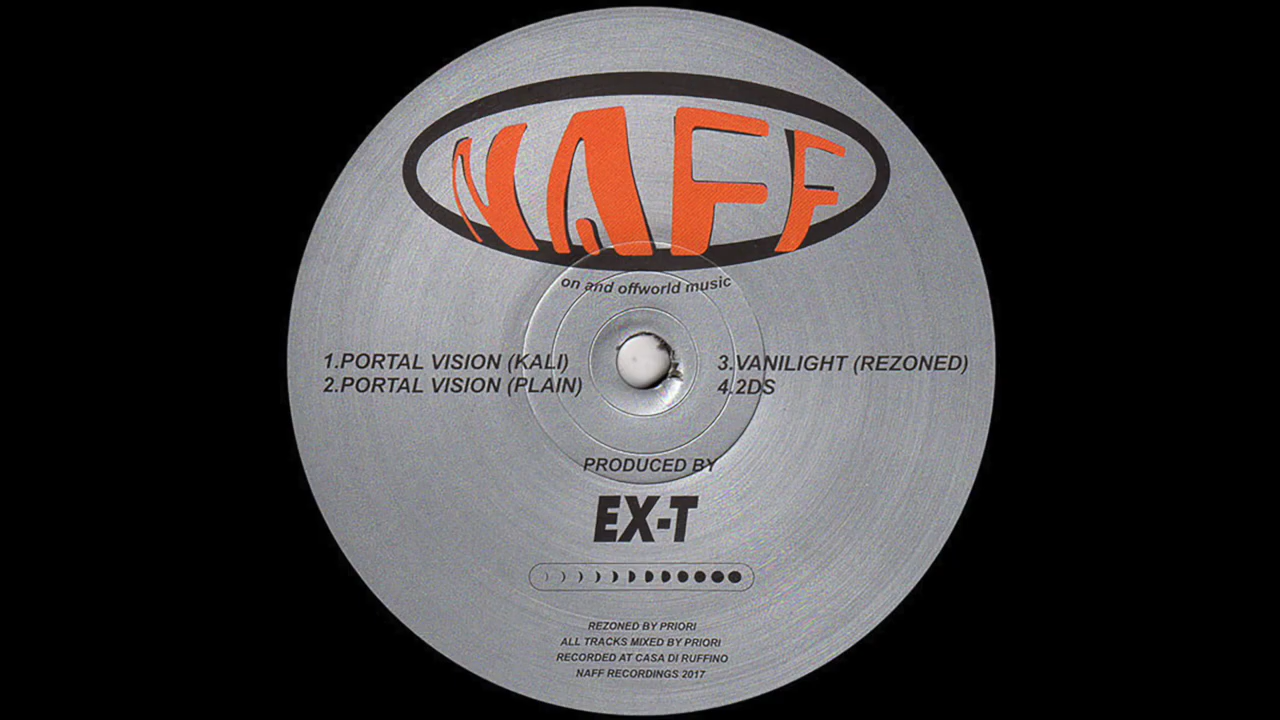 NAFF
on and offworld music
1.PORTAL VISION (KALI)
2.PORTAL VISION (PLAIN)
3.VANILIGHT (REZONED)
4.2DS
PRODUCED BY
EX-T
REZONED BY PRIORI
ALL TRACKS MIXED BY PRIORI
RECORDED AT CASA DI RUFFINO
NAFF RECORDINGS 2017